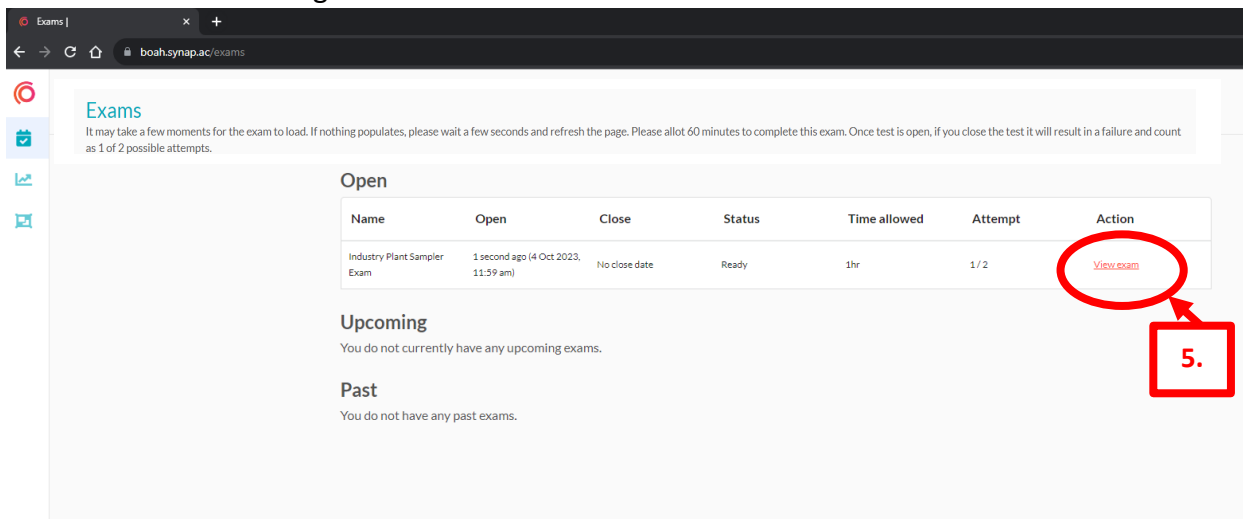 Exams |
boah.synap.ac/exams
Exams
It may take a few moments for the exam to load. If nothing populates, please wait a few seconds and refresh the page. Please allot 60 minutes to complete this exam. Once test is open, if you close the test it will result in a failure and count
as 1 of 2 possible attempts.
Open
Name Open Close Status Time allowed Attempt Action
Industry Plant Sampler 1 second ago (4 Oct 2023,
Exam 11:59 am) No close date Ready 1hr 1 / 2 View exam
Upcoming
You do not currently have any upcoming exams.
5.
Past
You do not have any past exams.